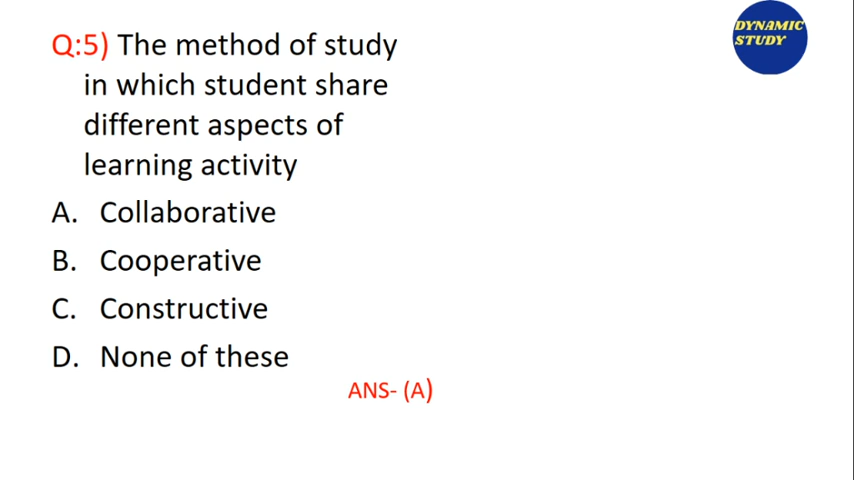 Q:5) The method of study
in which student share
different aspects of
learning activity
A. Collaborative
B. Cooperative
C. Constructive
D. None of these
ANS- (A)
DYNAMIC
STUDY